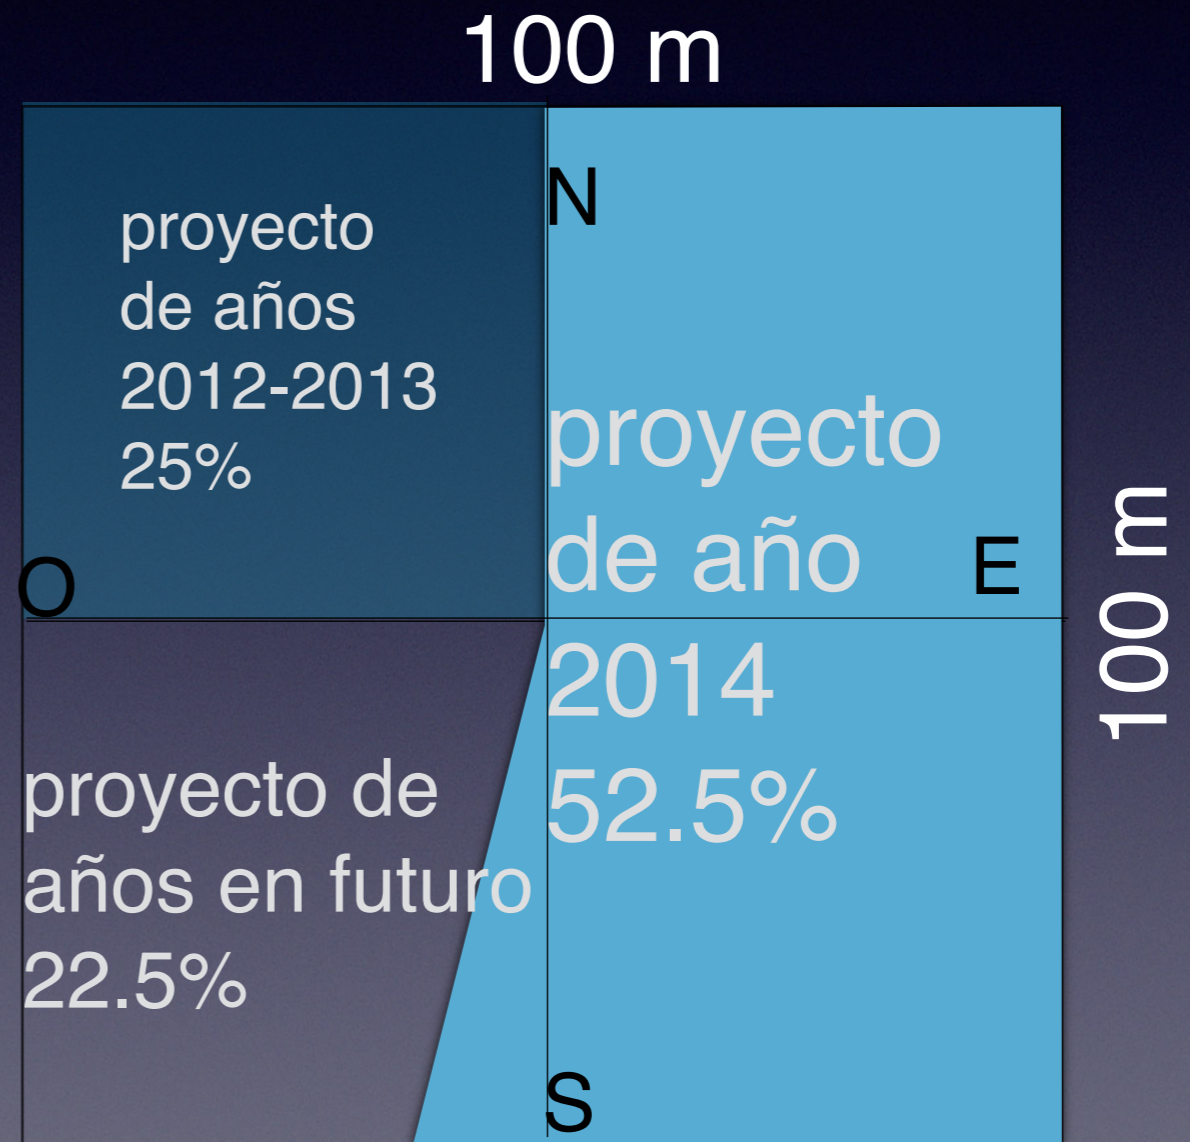 100 m
proyecto
de años
2012-2013
25%
N
proyecto
de año
2014
52.5%
E
O
100 m
proyecto de
años en futuro
22.5%
S